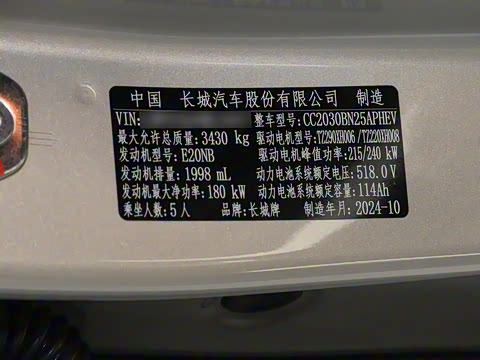 中国 长城汽车股份有限公司 制造
VIN: 整车型号:CC2030BN25APHEV
最大允许总质量:3430 kg 驱动电机型号:TZ290XH006 /TZ220XH008
发动机型号:E20NB 驱动电机峰值功率:215/240 kW
发动机排量:1998 mL 动力电池系统额定电压:518.0V
发动机最大净功率:180 kW 动力电池系统额定容量:114Ah
乘坐人数:5人 品牌:长城牌 制造年月:2024-10